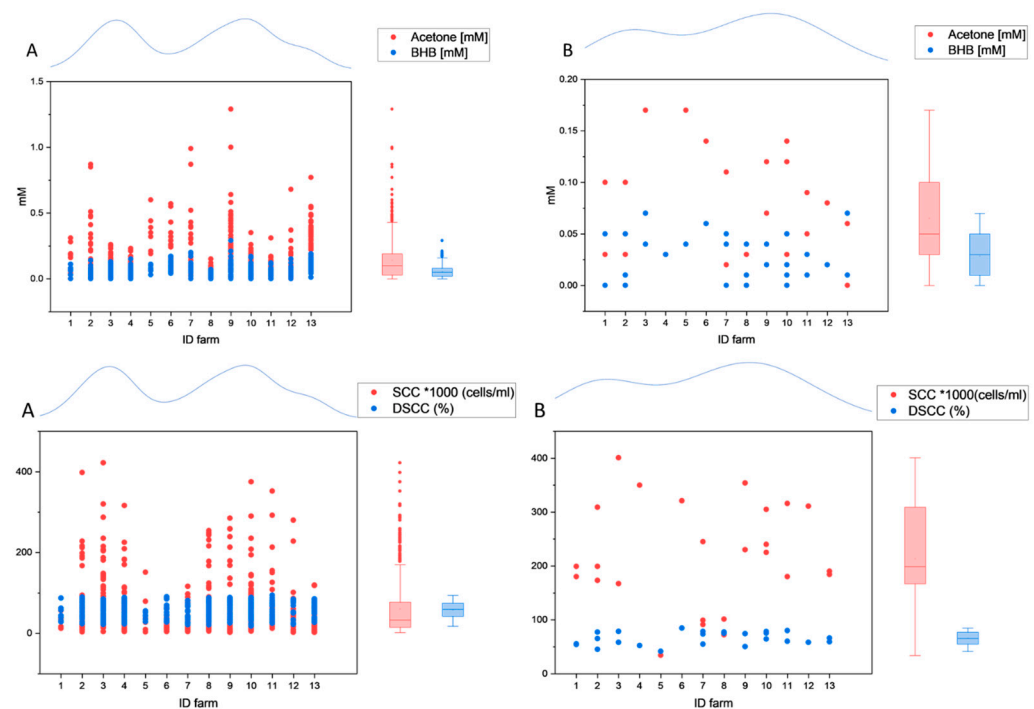 A
Acetone [mM]
BHB [mM]
1.5
1.0
0.5
0.0
mM
1 2 3 4 5 6 7 8 9 10 11 12 13
ID farm
B
Acetone [mM]
BHB [mM]
0.20
0.15
0.10
0.05
0.00
mM
1 2 3 4 5 6 7 8 9 10 11 12 13
ID farm
A
SCC *1000 (cells/ml)
DSCC (%)
400
200
0
1 2 3 4 5 6 7 8 9 10 11 12 13
ID farm
B
SCC *1000(cells/ml)
DSCC (%)
400
300
200
100
50
0
1 2 3 4 5 6 7 8 9 10 11 12 13
ID farm